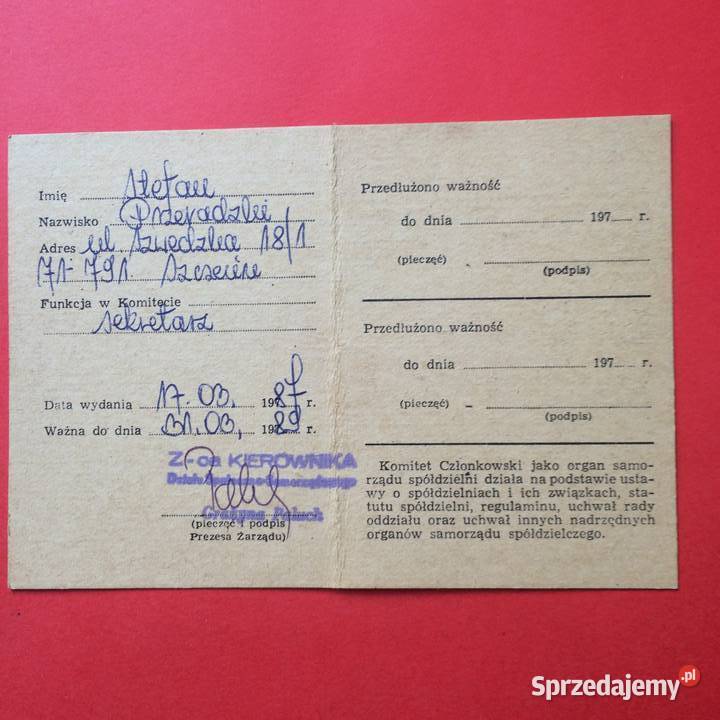 Imię Stefan
Nazwisko Przeradzki
Adres ul Szwedzka 18/1
71-791 Szczecin
Funkcja w Komitecie
sekretarz
Data wydania 17.03. 1987 r.
Ważna do dnia 31.03, 1989 r.
Z-ca KIEROWNIKA
Grażyna
(pieczęć i podpis
Prezesa Zarządu)
Przedłużono ważność
do dnia 197 r.
(pieczęć)
(podpis)
Przedłużono ważność
do dnia 197 r.
(pieczęć)
(podpis)
Komitet Członkowski jako organ samo-
rządu spółdzielni działa na podstawie usta-
wy o spółdzielniach i ich związkach, sta-
tutu spółdzielni, regulaminu, uchwał rady
oddziału oraz uchwał innych nadrzędnych
organów samorządu spółdzielczego.
Sprzedajemy.pl